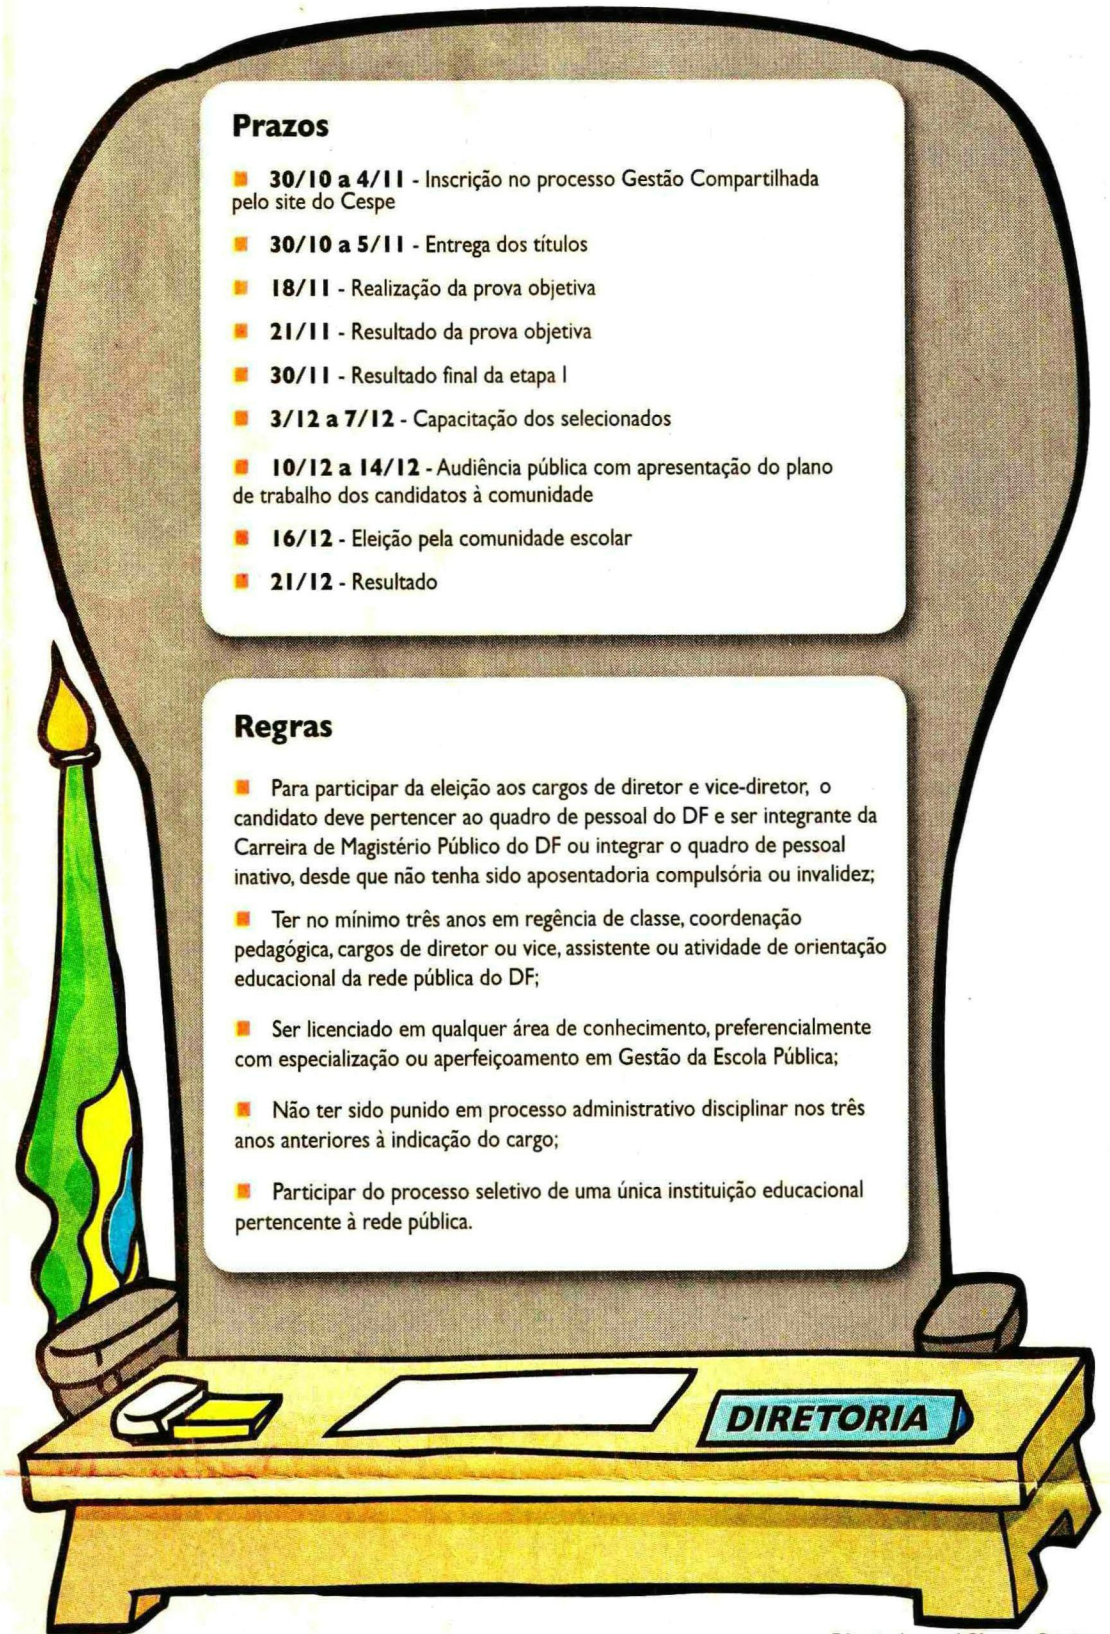 Prazos
30/10 a 4/11 - Inscrição no processo Gestão Compartilhada
pelo site do Cespe
30/10 a 5/11 - Entrega dos títulos
18/11 - Realização da prova objetiva
21/11 - Resultado da prova objetiva
30/11 - Resultado final da etapa I
3/12 a 7/12 - Capacitação dos selecionados
10/12 a 14/12 - Audiência pública com apresentação do plano
de trabalho dos candidatos à comunidade
16/12 - Eleição pela comunidade escolar
21/12 - Resultado
Regras
Para participar da eleição aos cargos de diretor e vice-diretor, o
candidato deve pertencer ao quadro de pessoal do DF e ser integrante da
Carreira de Magistério Público do DF ou integrar o quadro de pessoal
inativo, desde que não tenha sido aposentadoria compulsória ou invalidez;
Ter no mínimo três anos em regência de classe, coordenação
pedagógica, cargos de diretor ou vice, assistente ou atividade de orientação
educacional da rede pública do DF;
Ser licenciado em qualquer área de conhecimento, preferencialmente
com especialização ou aperfeiçoamento em Gestão da Escola Pública;
Não ter sido punido em processo administrativo disciplinar nos três
anos anteriores à indicação do cargo;
Participar do processo seletivo de uma única instituição educacional
pertencente à rede pública.
DIRETORIA